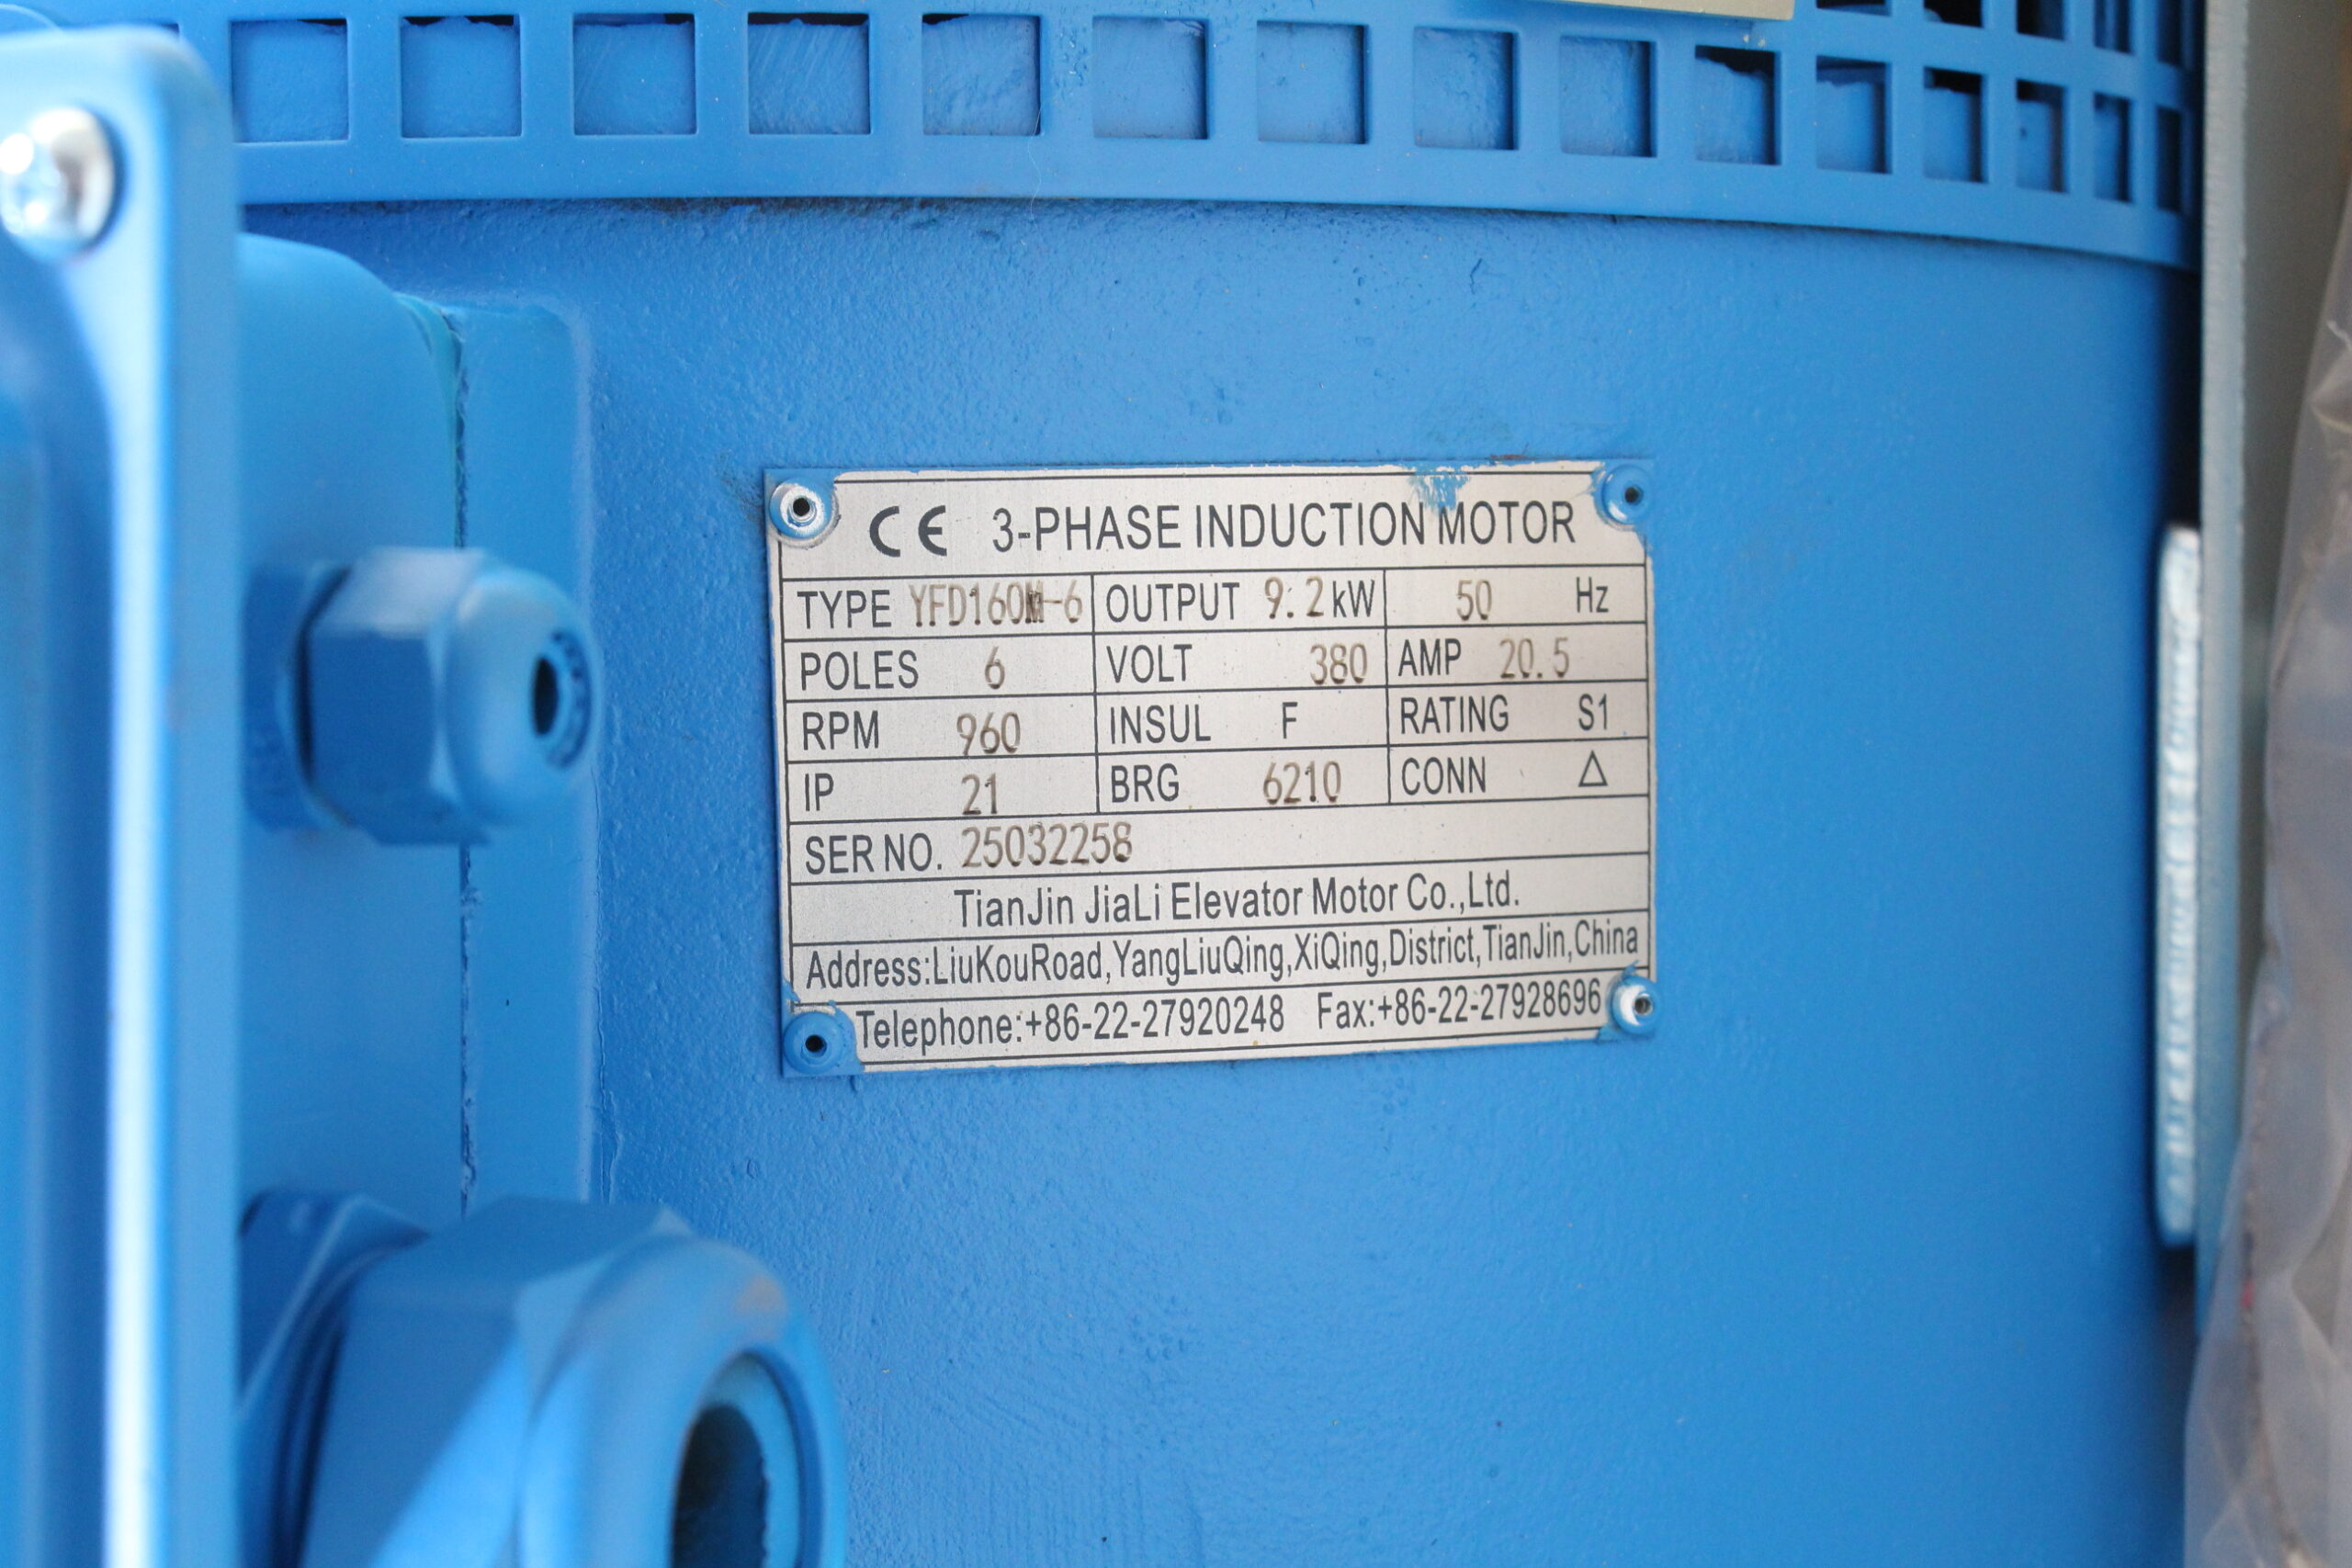 CE 3-PHASE INDUCTION MOTOR
TYPE YFD160M-6 OUTPUT 9.2 kW 50 Hz
POLES 6 VOLT 380 AMP 20.5
RPM 960 INSUL F RATING S1
IP 21 BRG 6210 CONN △
SER NO. 25032258
TianJin JiaLi Elevator Motor Co.,Ltd.
Address:LiuKouRoad,YangLiuQing,XiQing,District,TianJin,China
Telephone:+86-22-27920248 Fax:+86-22-27928696